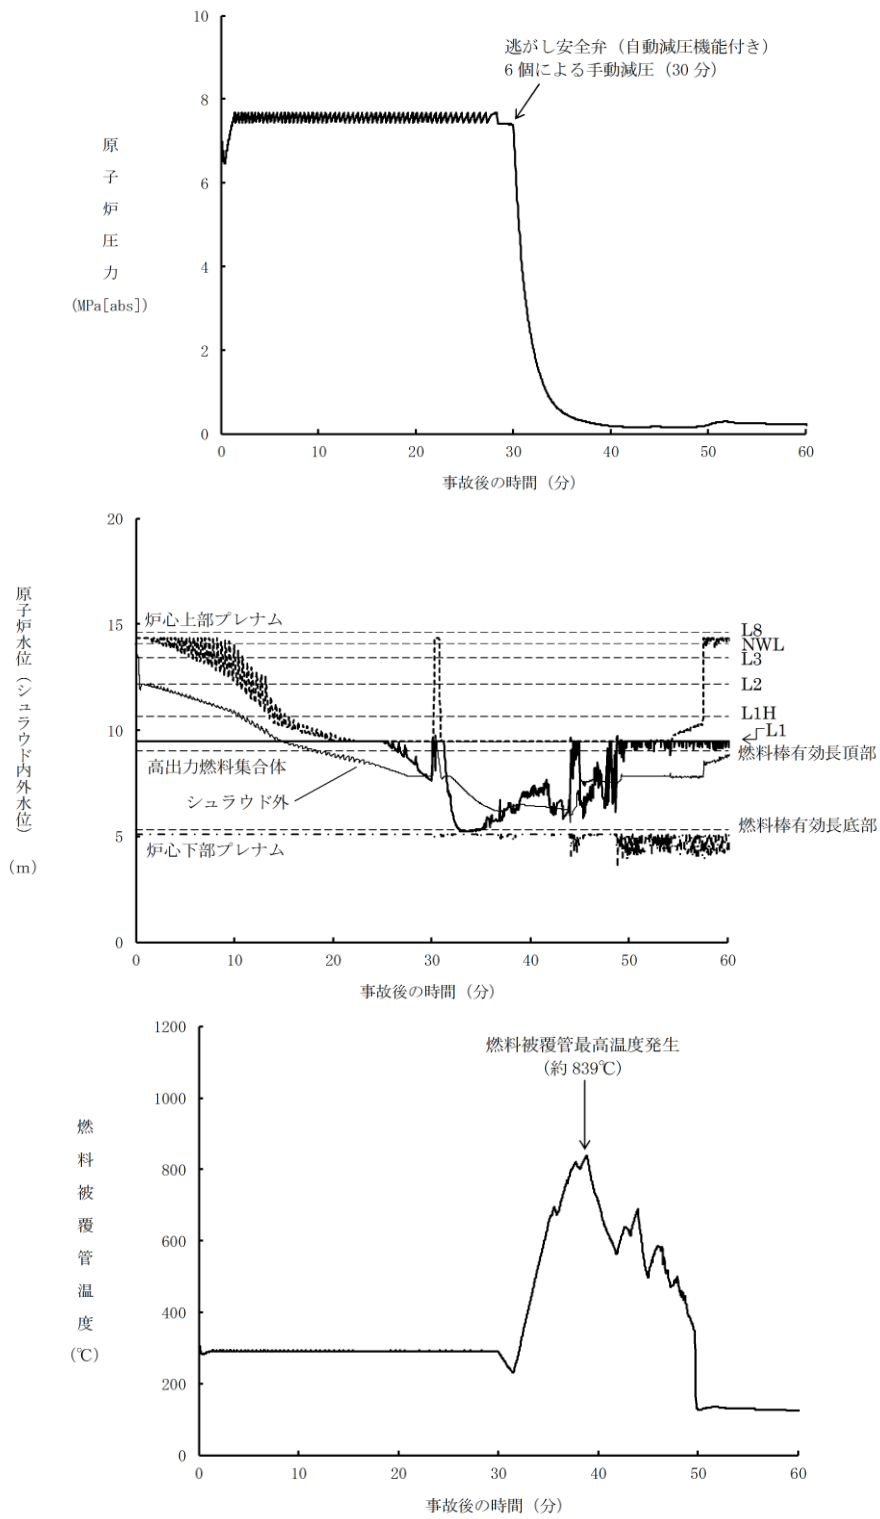 10
8
6
4
2
0
原子炉圧力
(MPa[abs])
逃がし安全弁（自動減圧機能付き）
6個による手動減圧（30分）
0 10 20 30 40 50 60
事故後の時間（分）
20
15
10
5
0
原子炉水位（シュラウド内外水位）
（m）
炉心上部プレナム
高出力燃料集合体
シュラウド外
炉心下部プレナム
L8
NWL
L3
L2
L1H
L1
燃料棒有効長頂部
燃料棒有効長底部
0 10 20 30 40 50 60
事故後の時間（分）
1200
1000
800
600
400
200
0
燃料被覆管温度
(℃)
燃料被覆管最高温度発生
（約839℃）
0 10 20 30 40 50 60
事故後の時間（分）